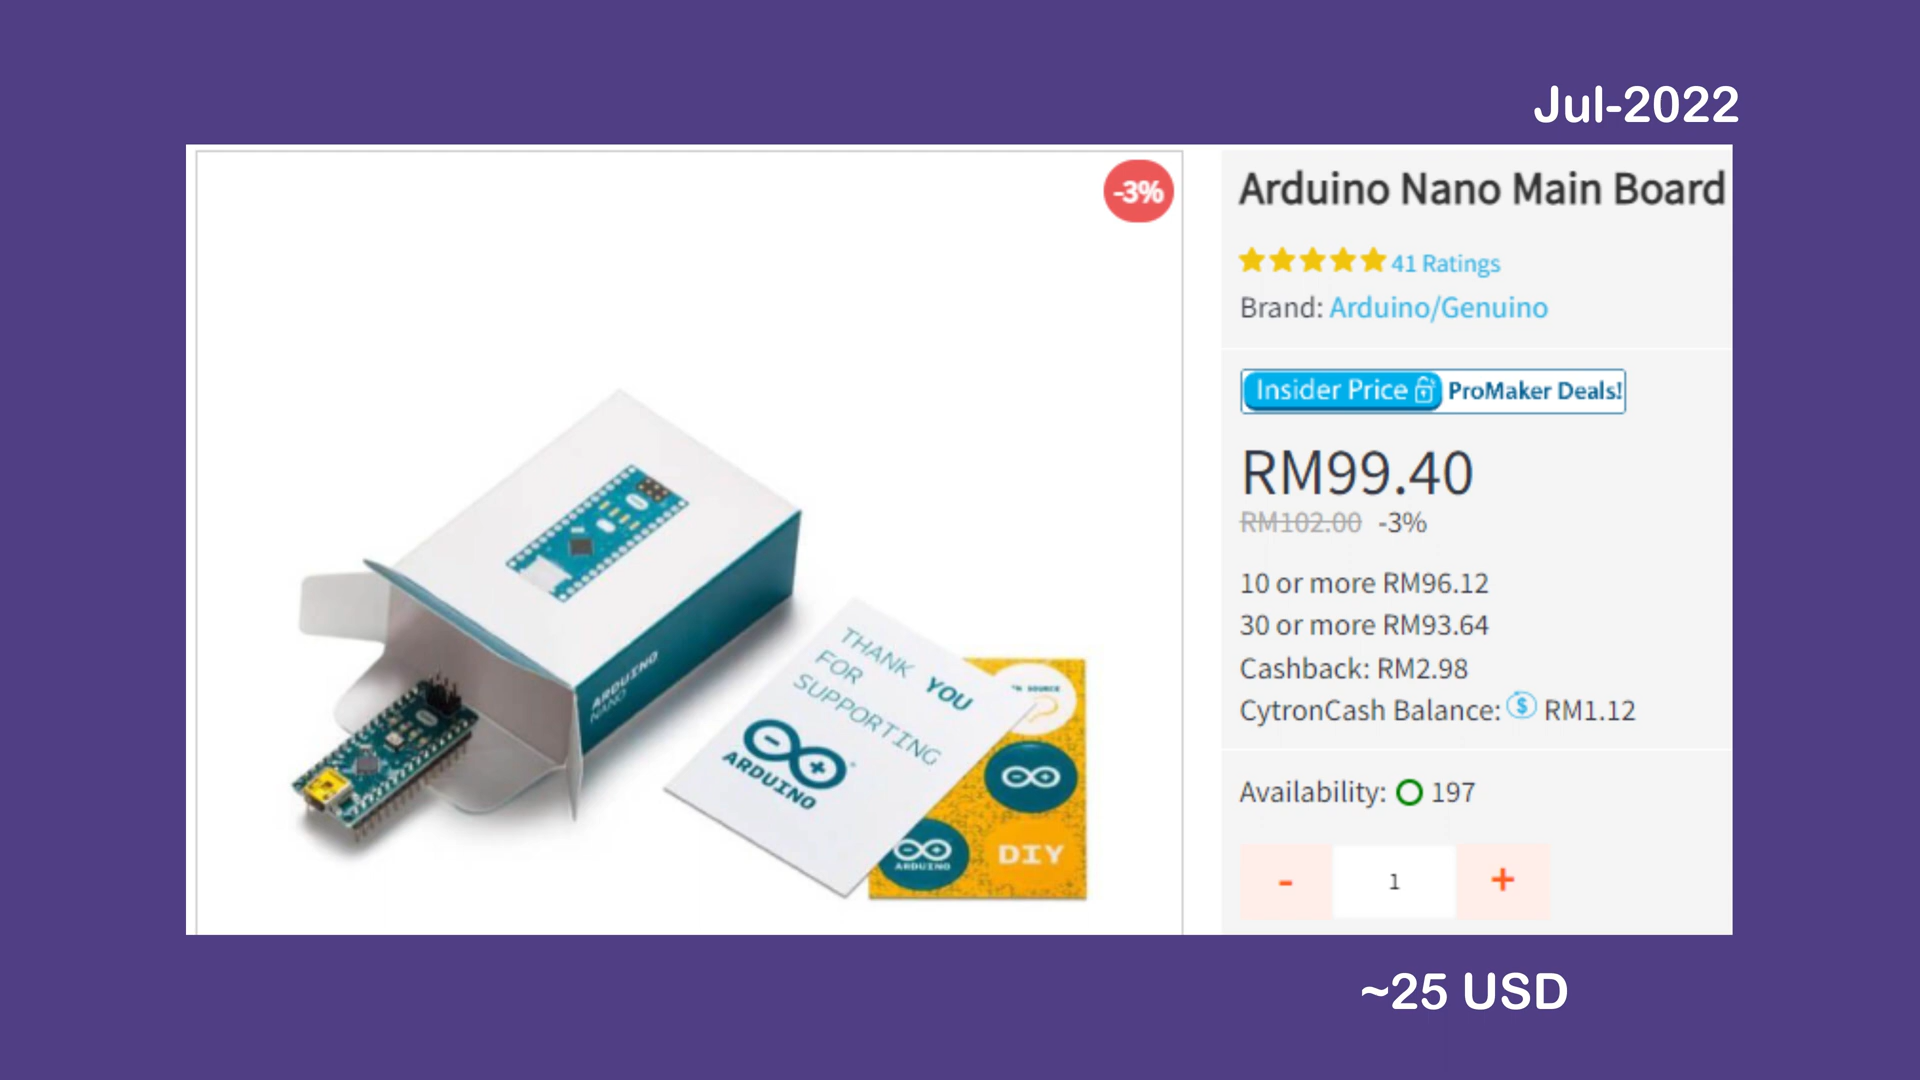 Jul-2022
-3%
Arduino Nano Main Board
41 Ratings
Brand: Arduino/Genuino
Insider Price ProMaker Deals!
RM99.40
RM102.00 -3%
10 or more RM96.12
30 or more RM93.64
Cashback: RM2.98
CytronCash Balance: $ RM1.12
Availability: 197
- 1 +
ARDUINO
NANO
THANK YOU
FOR
SUPPORTING
ARDUINO
SOURCE
ARDUINO
DIY
~25 USD